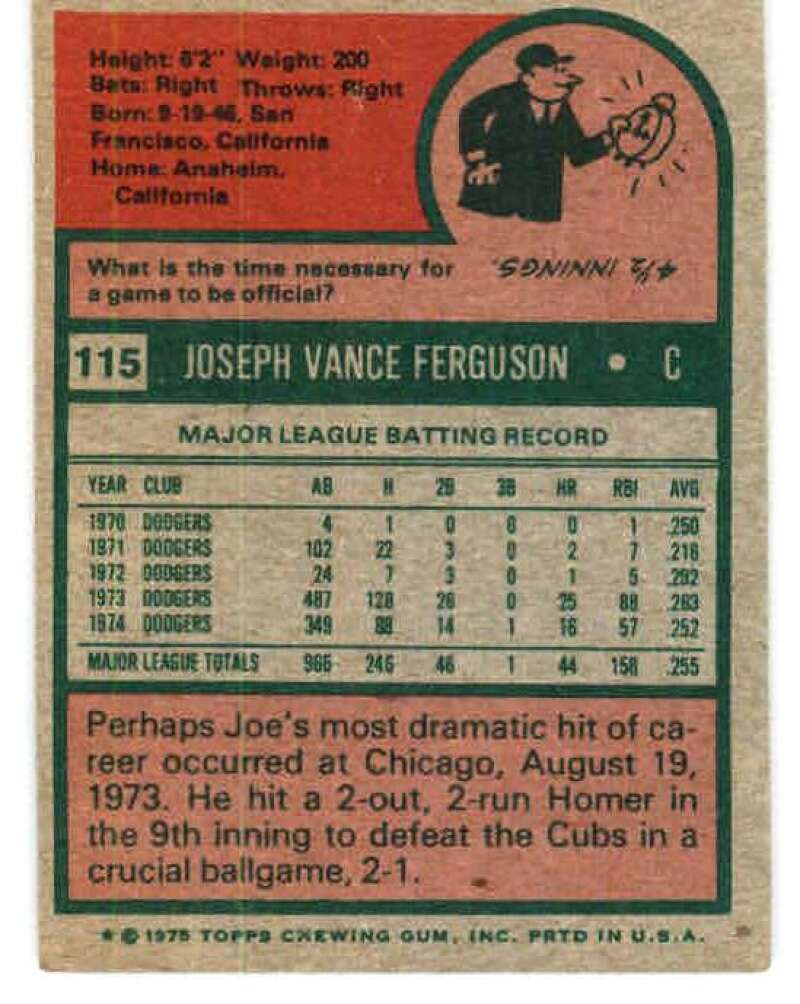 Height: 6'2" Weight: 200
Bats: Right Throws: Right
Born: 9-19-46, San
Francisco, California
Home: Anaheim,
California
What is the time necessary for
a game to be official?
4½ INNINGS.
115 JOSEPH VANCE FERGUSON • C
MAJOR LEAGUE BATTING RECORD
YEAR CLUB AB H 2B 3B HR RBI AVG
1970 DODGERS 4 1 0 0 0 1 .250
1971 DODGERS 102 22 3 0 2 7 .216
1972 DODGERS 24 7 3 0 1 5 .292
1973 DODGERS 487 128 26 0 25 88 .263
1974 DODGERS 349 88 14 1 16 57 .252
MAJOR LEAGUE TOTALS 966 246 46 1 44 158 .255
Perhaps Joe's most dramatic hit of ca-
reer occurred at Chicago, August 19,
1973. He hit a 2-out, 2-run Homer in
the 9th inning to defeat the Cubs in a
crucial ballgame, 2-1.
* © 1975 TOPPS CHEWING GUM, INC. PRTD IN U.S.A.